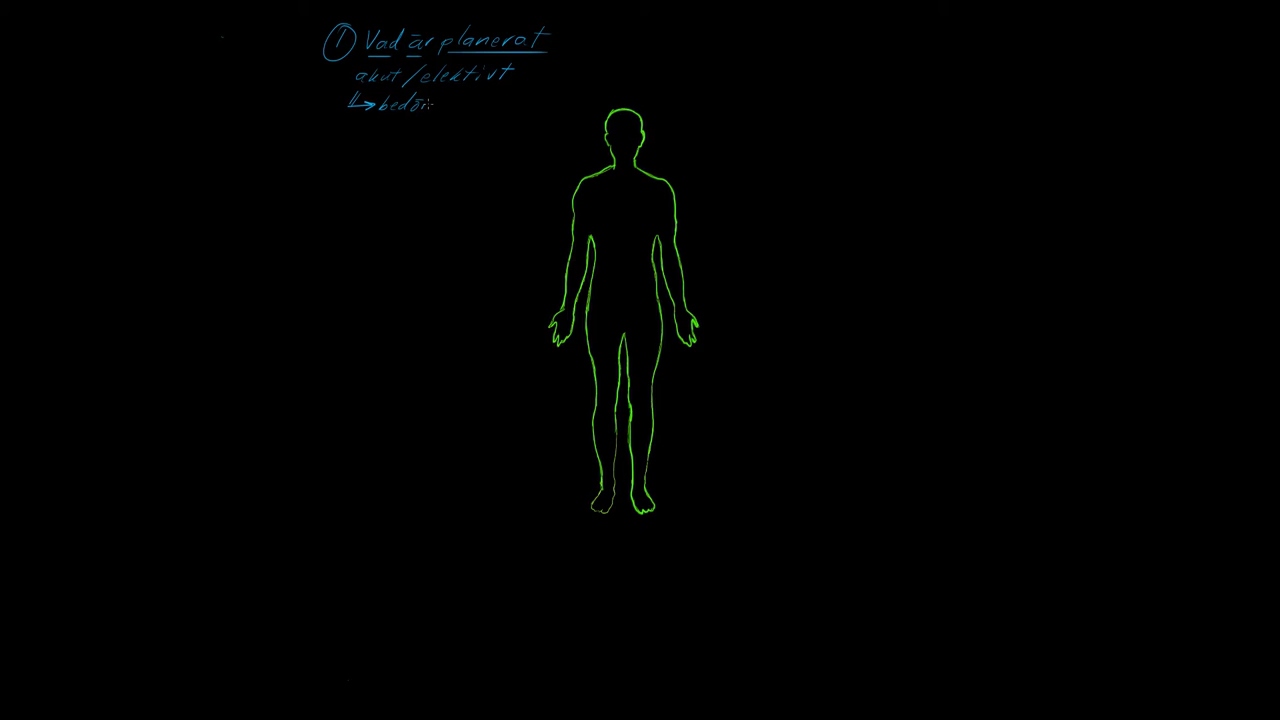 ① Vad är planerat
akut/elektivt
↳bedö